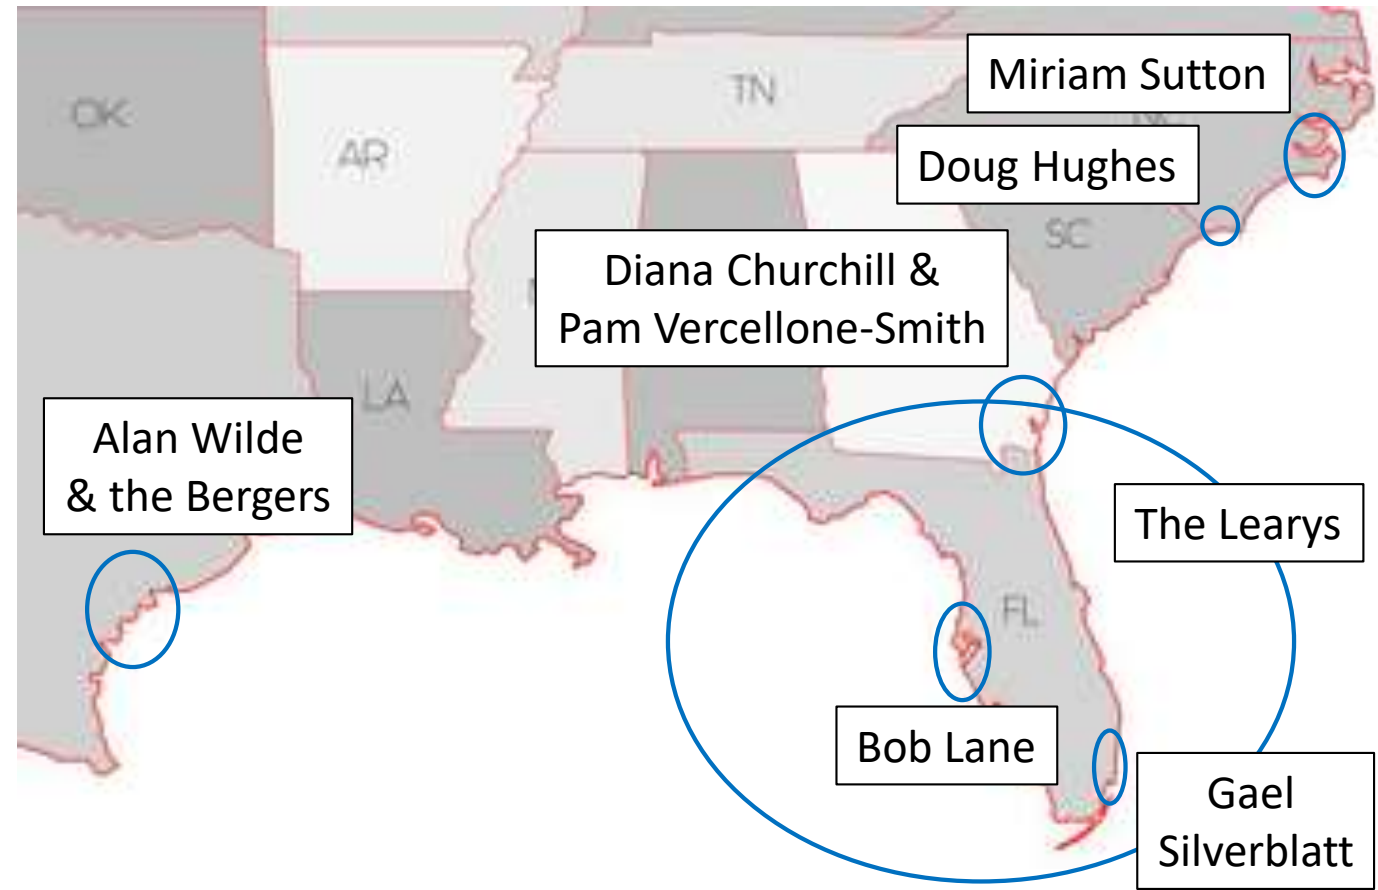 OK
AR
TN
Miriam Sutton
Doug Hughes
SC
Diana Churchill &
Pam Vercellone-Smith
LA
Alan Wilde
& the Bergers
The Learys
FL
Bob Lane
Gael
Silverblatt